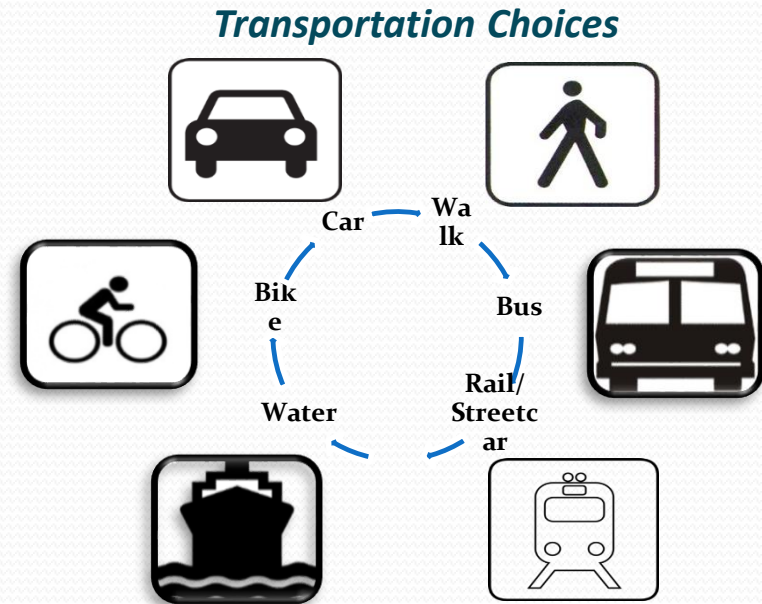 Transportation Choices
Car
Wa
lk
Bik
e
Bus
Water
Rail/
Streetc
ar